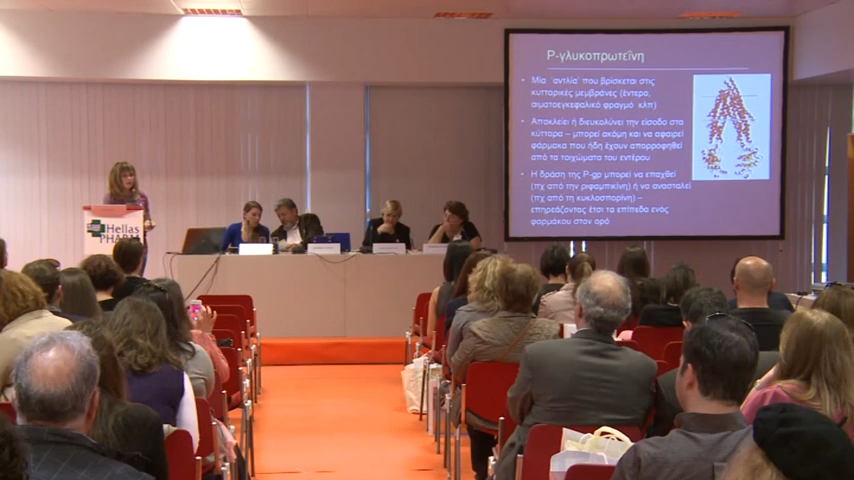 P-γλυκοπρωτεΐνη
• Μία ΄αντλία΄ που βρίσκεται στις
κυτταρικές μεμβράνες (έντερο,
αιματοεγκεφαλικό φραγμό κλπ)
• Αποκλείει ή διευκολύνει την είσοδο στα
κύτταρα – μπορεί ακόμη και να αφαιρεί
φάρμακα που ήδη έχουν απορροφηθεί
από τα τοιχώματα του εντέρου
• Η δράση της P-gp μπορεί να επαχθεί
(πχ από την ριφαμπικίνη) ή να ανασταλεί
(πχ από τη κυκλοσπορίνη) –
επηρεάζοντας έτσι τα επίπεδα ενός
φαρμάκου στον ορό
Hellas
PHARM